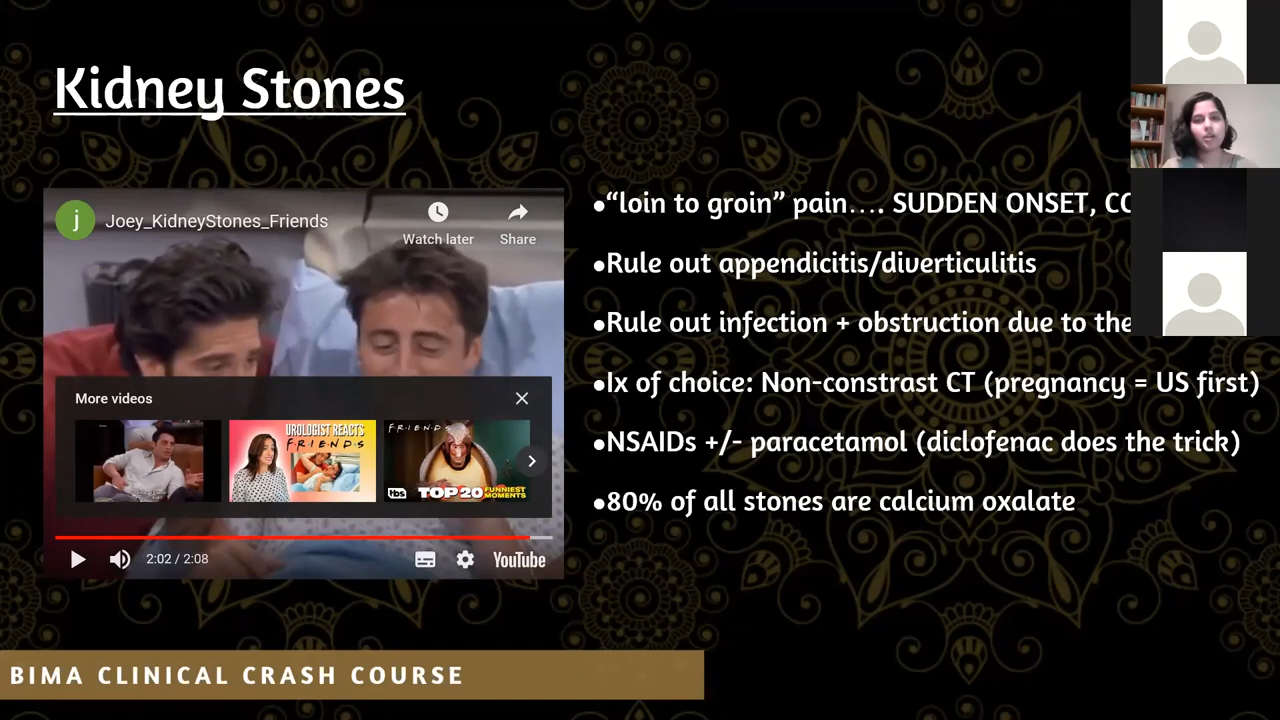 Kidney Stones
j
Joey_KidneyStones_Friends
Watch later
Share
More videos
UROLOGIST REACTS
FRIENDS
FRIENDS
tbs
TOP 20 FUNNIEST MOMENTS
2:02 / 2:08
YouTube
•“loin to groin” pain…. SUDDEN ONSET, CO
•Rule out appendicitis/diverticulitis
•Rule out infection + obstruction due to the
•Ix of choice: Non-constrast CT (pregnancy = US first)
•NSAIDs +/- paracetamol (diclofenac does the trick)
•80% of all stones are calcium oxalate
BIMA CLINICAL CRASH COURSE